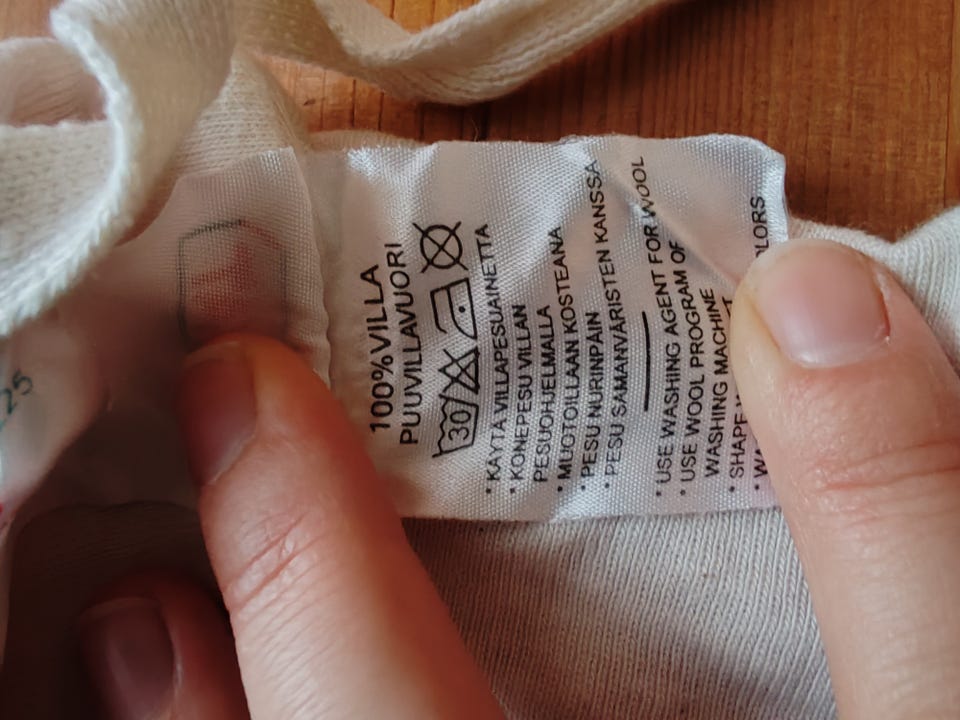 100%VILLA
PUUVILLAVUORI
30
* KÄYTÄ VILLAPESUAINETTA
* KONEPESU VILLAN
PESUOHJELMALLA
* MUOTOILLAAN KOSTEANA
* PESU NURINPÄIN
* PESU SAMANVÄRISTEN KANSSA
* USE WASHING AGENT FOR WOOL
* USE WOOL PROGRAM OF
WASHING MACHINE
* SHAPE
25